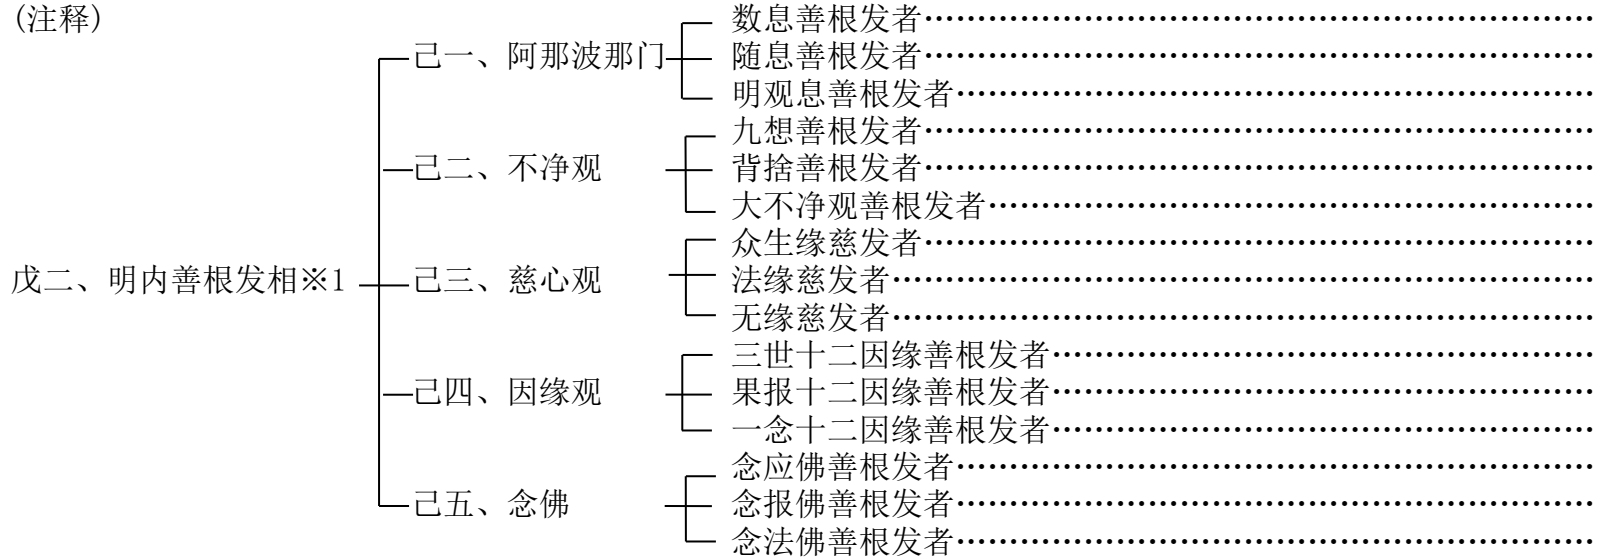 (注释)
数息善根发者…………………………………………………………
己一、阿那波那门
随息善根发者…………………………………………………………
明观息善根发者………………………………………………………
九想善根发者…………………………………………………………
己二、不净观
背捨善根发者…………………………………………………………
大不净观善根发者……………………………………………………
众生缘慈发者…………………………………………………………
戊二、明内善根发相※1
己三、慈心观
法缘慈发者……………………………………………………………
无缘慈发者……………………………………………………………
三世十二因缘善根发者………………………………………………
己四、因缘观
果报十二因缘善根发者………………………………………………
一念十二因缘善根发者………………………………………………
念应佛善根发者………………………………………………………
己五、念佛
念报佛善根发者………………………………………………………
念法佛善根发者………………………………………………………